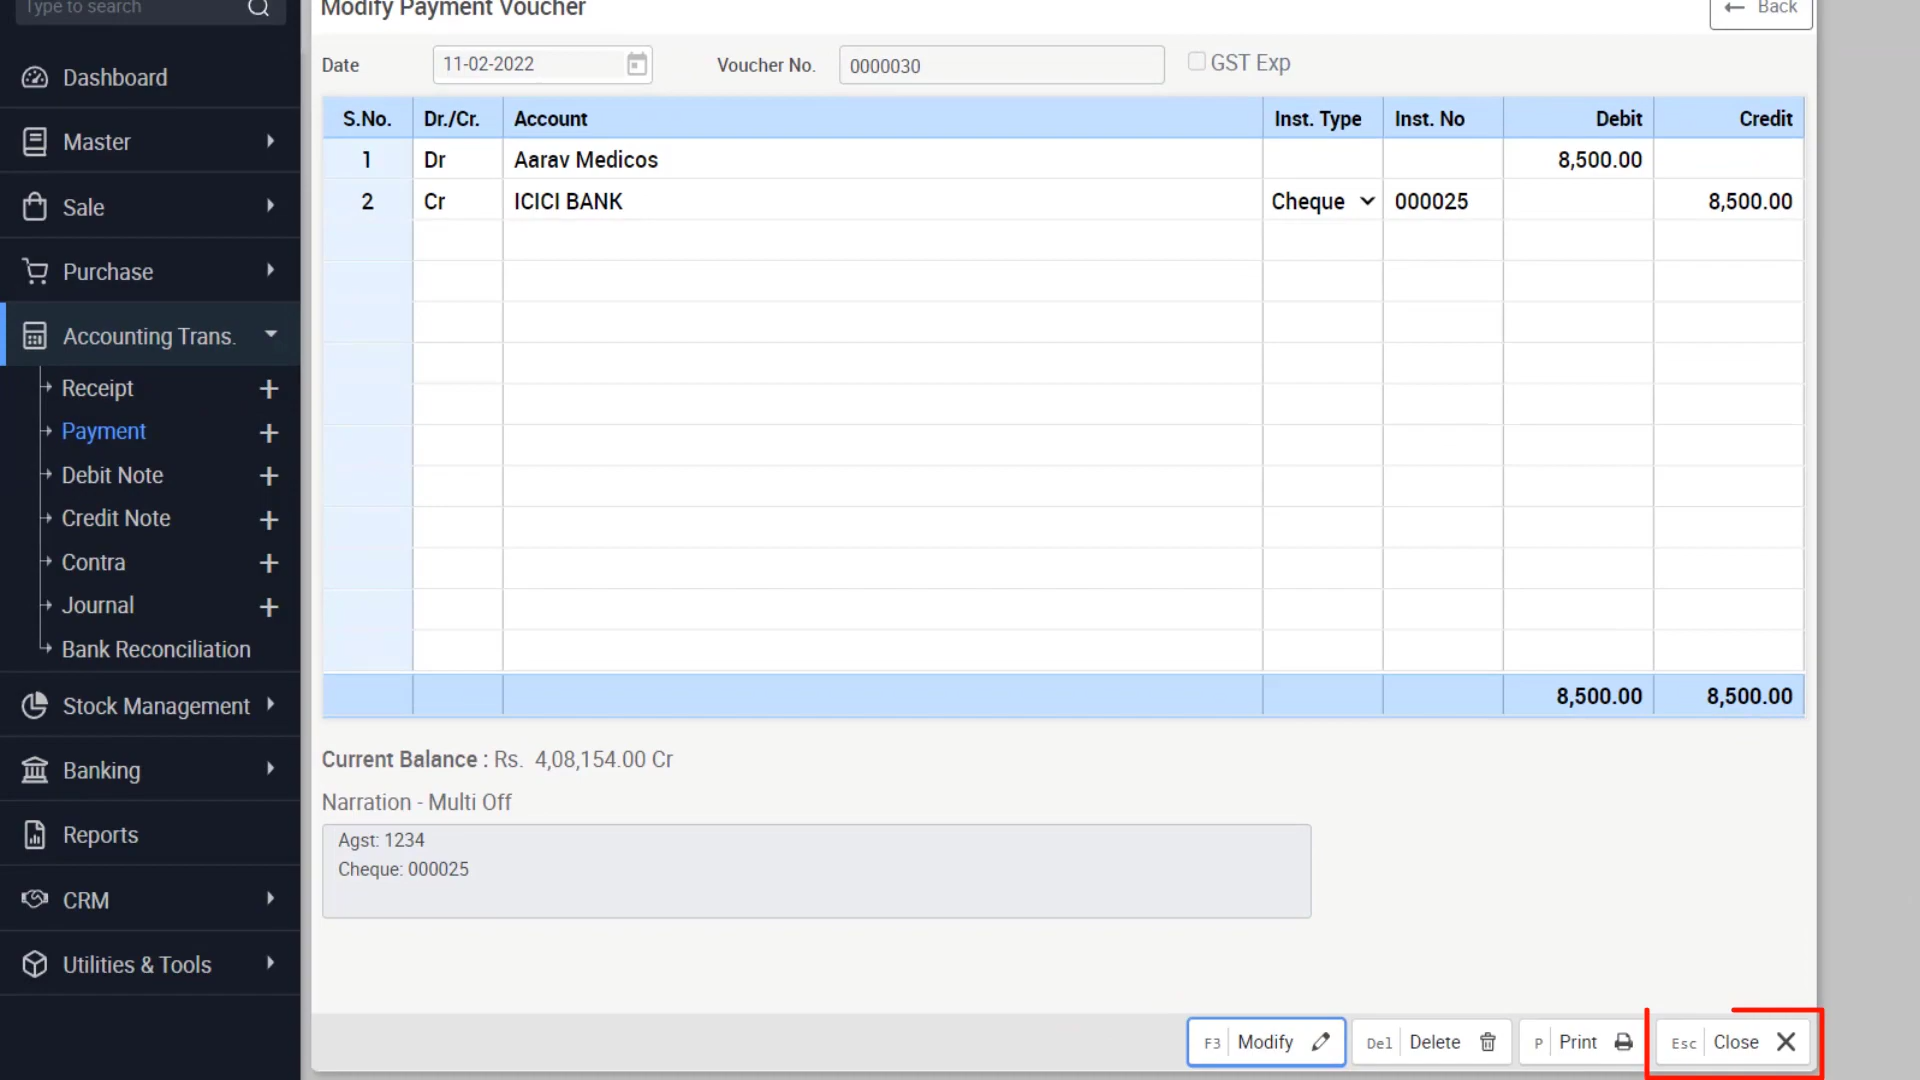 Type to search
Dashboard
Master
Sale
Purchase
Accounting Trans.
Receipt
Payment
Debit Note
Credit Note
Contra
Journal
Bank Reconciliation
Stock Management
Banking
Reports
CRM
Utilities & Tools
Modify Payment Voucher
← Back
Date 11-02-2022 Voucher No. 0000030 GST Exp
S.No. Dr./Cr. Account Inst. Type Inst. No Debit Credit
1 Dr Aarav Medicos 8,500.00
2 Cr ICICI BANK Cheque 000025 8,500.00
8,500.00 8,500.00
Current Balance : Rs. 4,08,154.00 Cr
Narration - Multi Off
Agst: 1234
Cheque: 000025
F3 Modify Del Delete P Print Esc Close